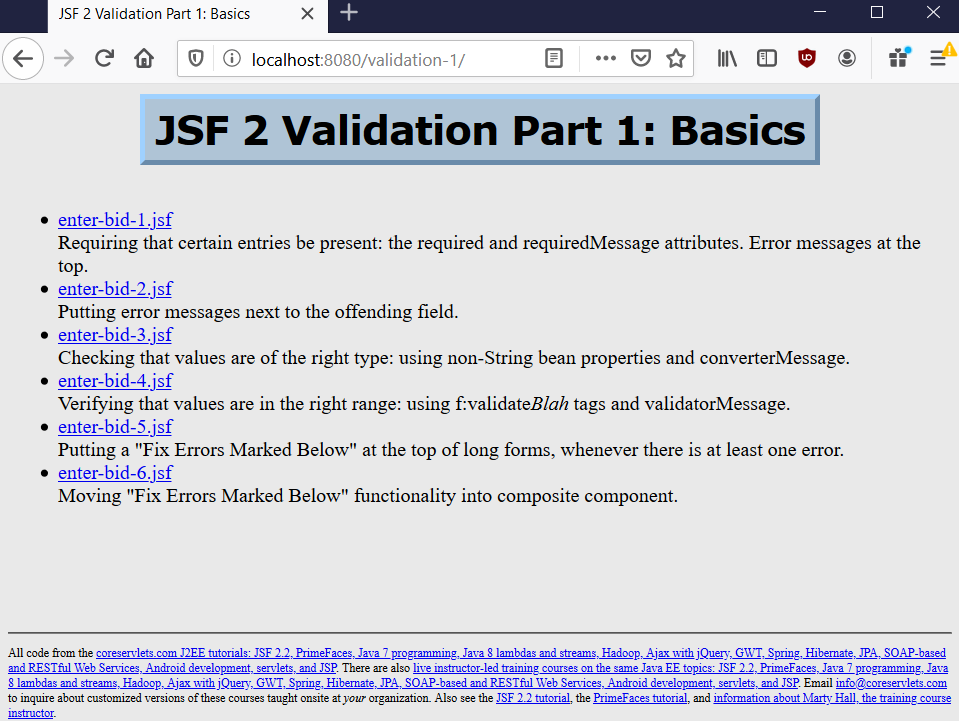 JSF 2 Validation Part 1: Basics
localhost:8080/validation-1/
JSF 2 Validation Part 1: Basics
enter-bid-1.jsf
Requiring that certain entries be present: the required and requiredMessage attributes. Error messages at the
top.
enter-bid-2.jsf
Putting error messages next to the offending field.
enter-bid-3.jsf
Checking that values are of the right type: using non-String bean properties and converterMessage.
enter-bid-4.jsf
Verifying that values are in the right range: using f:validateBlah tags and validatorMessage.
enter-bid-5.jsf
Putting a "Fix Errors Marked Below" at the top of long forms, whenever there is at least one error.
enter-bid-6.jsf
Moving "Fix Errors Marked Below" functionality into composite component.
All code from the coreservlets.com J2EE tutorials: JSF 2.2, PrimeFaces, Java 7 programming, Java 8 lambdas and streams, Hadoop, Ajax with jQuery, GWT, Spring, Hibernate, JPA, SOAP-based
and RESTful Web Services, Android development, servlets, and JSP. There are also live instructor-led training courses on the same Java EE topics: JSF 2.2, PrimeFaces, Java 7 programming, Java
8 lambdas and streams, Hadoop, Ajax with jQuery, GWT, Spring, Hibernate, JPA, SOAP-based and RESTful Web Services, Android development, servlets, and JSP. Email info@coreservlets.com
to inquire about customized versions of these courses taught onsite at your organization. Also see the JSF 2.2 tutorial, the PrimeFaces tutorial, and information about Marty Hall, the training course
instructor.